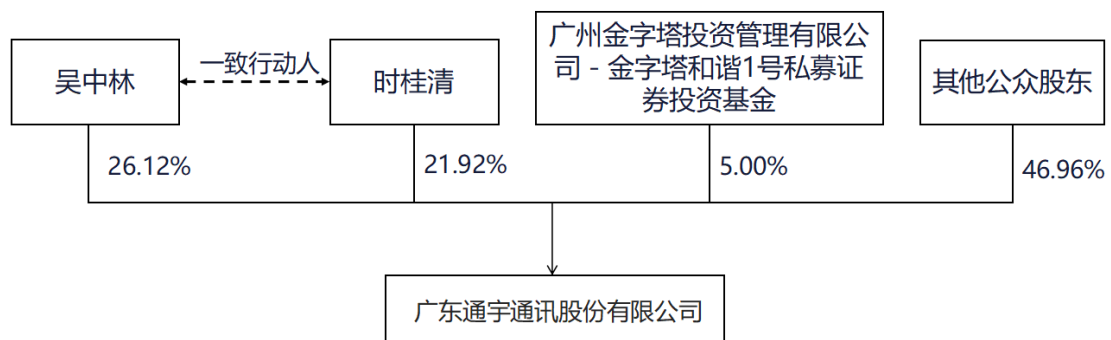 吴中林
一致行动人
时桂清
广州金字塔投资管理有限公
司 - 金字塔和谐1号私募证
券投资基金
其他公众股东
26.12%
21.92%
5.00%
46.96%
广东通宇通讯股份有限公司